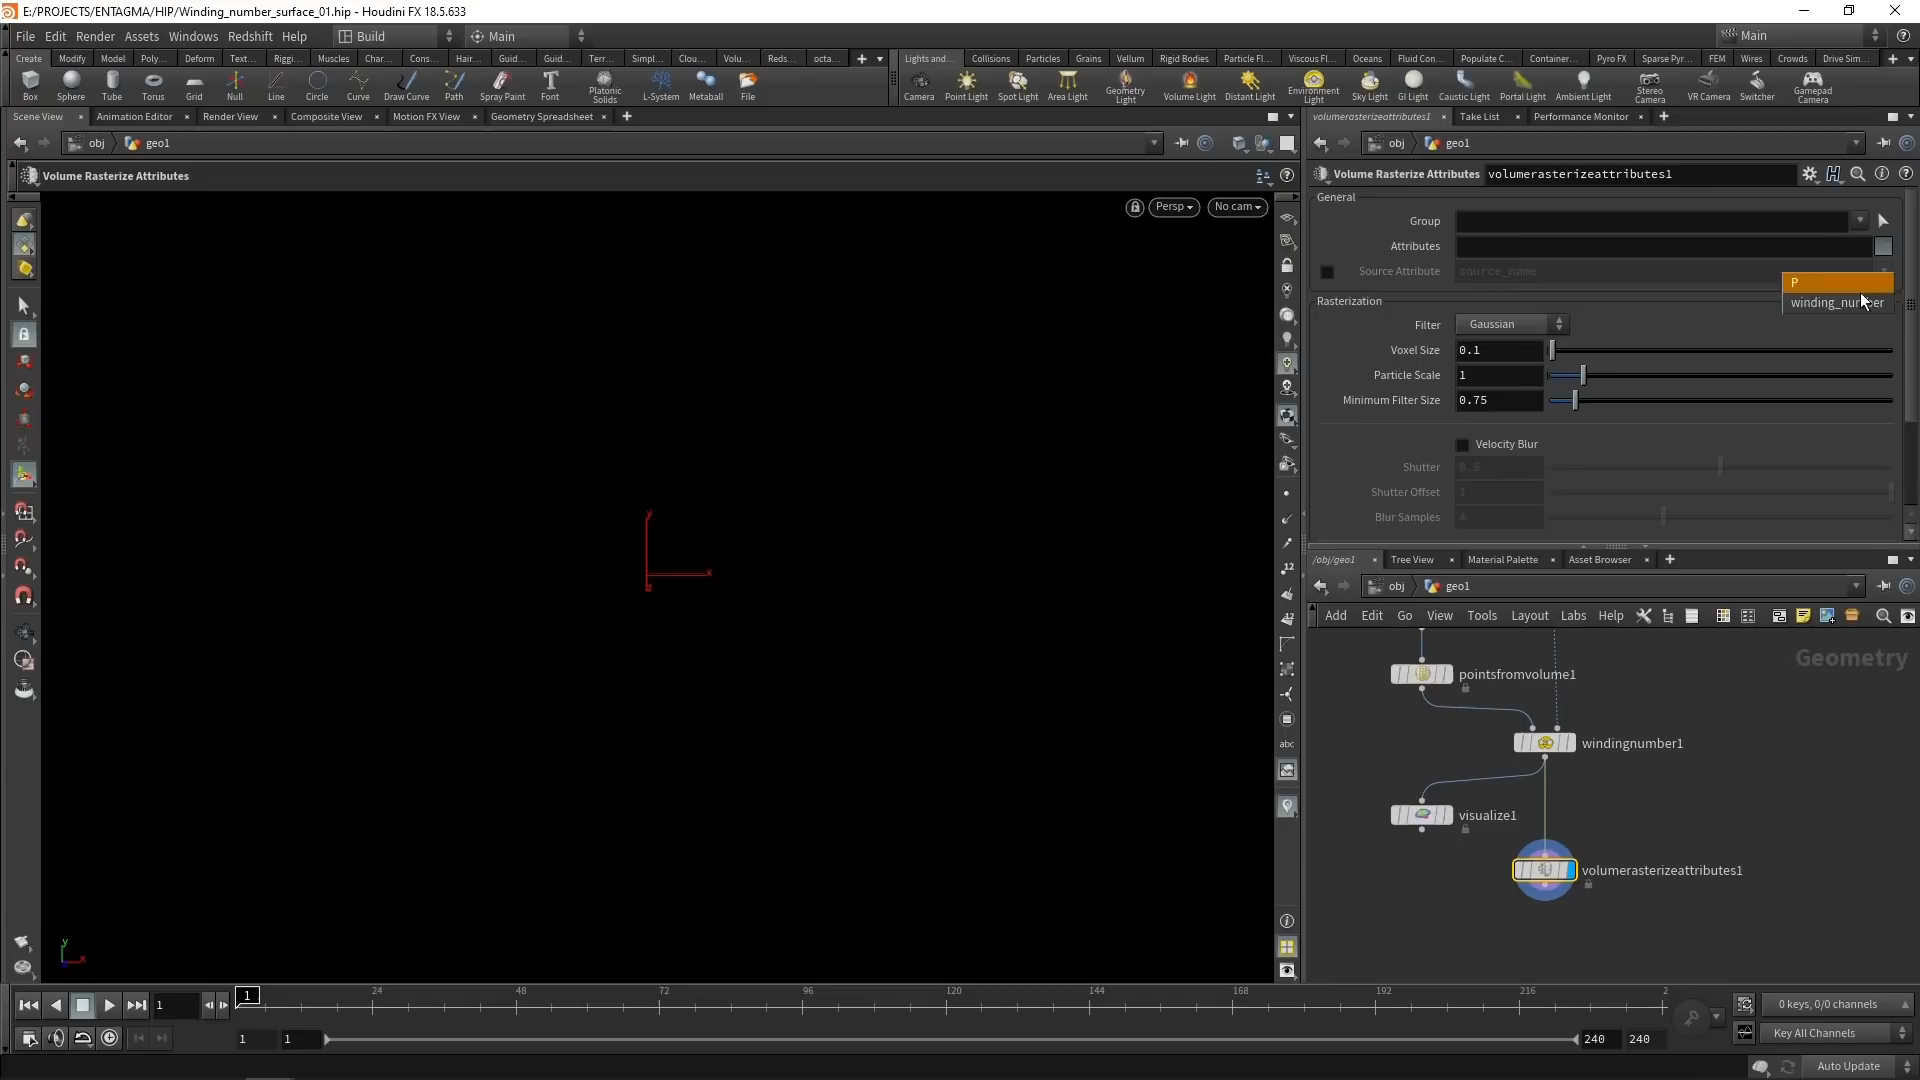 E:/PROJECTS/ENTAGMA/HIP/Winding_number_surface_01.hip - Houdini FX 18.5.633
File Edit Render Assets Windows Redshift Help Build Main Main
Create Modify Model Poly... Deform Text... Riggi... Muscles Char... Cons... Hair... Guid... Guid... Terr... Simpl... Clou... Volu... Reds... octa...
Lights and... Collisions Particles Grains Vellum Rigid Bodies Particle Fl... Viscous Fl... Oceans Fluid Con... Populate C... Container... Pyro FX Sparse Pyr... FEM Wires Crowds Drive Sim...
Box Sphere Tube Torus Grid Null Line Circle Curve Draw Curve Path Spray Paint Font Platonic Solids L-System Metaball File
Camera Point Light Spot Light Area Light Geometry Light Volume Light Distant Light Environment Light Sky Light GI Light Caustic Light Portal Light Ambient Light Stereo Camera VR Camera Switcher Gamepad Camera
Scene View Animation Editor Render View Composite View Motion FX View Geometry Spreadsheet
volumerasterizeattributes1 Take List Performance Monitor
obj geo1
obj geo1
Volume Rasterize Attributes
Volume Rasterize Attributes volumerasterizeattributes1
Persp No cam
General
Group
Attributes
Source Attribute source_name
P
winding_number
Rasterization
Filter Gaussian
Voxel Size 0.1
Particle Scale 1
Minimum Filter Size 0.75
Velocity Blur
Shutter 0.5
Shutter Offset 1
Blur Samples 4
/obj/geo1 Tree View Material Palette Asset Browser
obj geo1
Add Edit Go View Tools Layout Labs Help
Geometry
pointsfromvolume1
windingnumber1
visualize1
volumerasterizeattributes1
y
x
z
y
x
12
12
abc
1 1 24 48 72 96 120 144 168 192 216 2
0 keys, 0/0 channels
1 1 240 240
Key All Channels
Auto Update